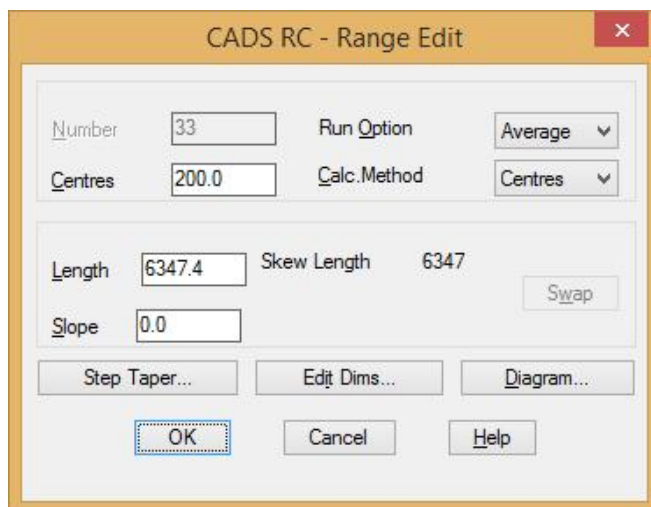 CADS RC - Range Edit
Number 33 Run Option Average
Centres 200.0 Calc.Method Centres
Length 6347.4 Skew Length 6347
Swap
Slope 0.0
Step Taper... Edit Dims... Diagram...
OK Cancel Help